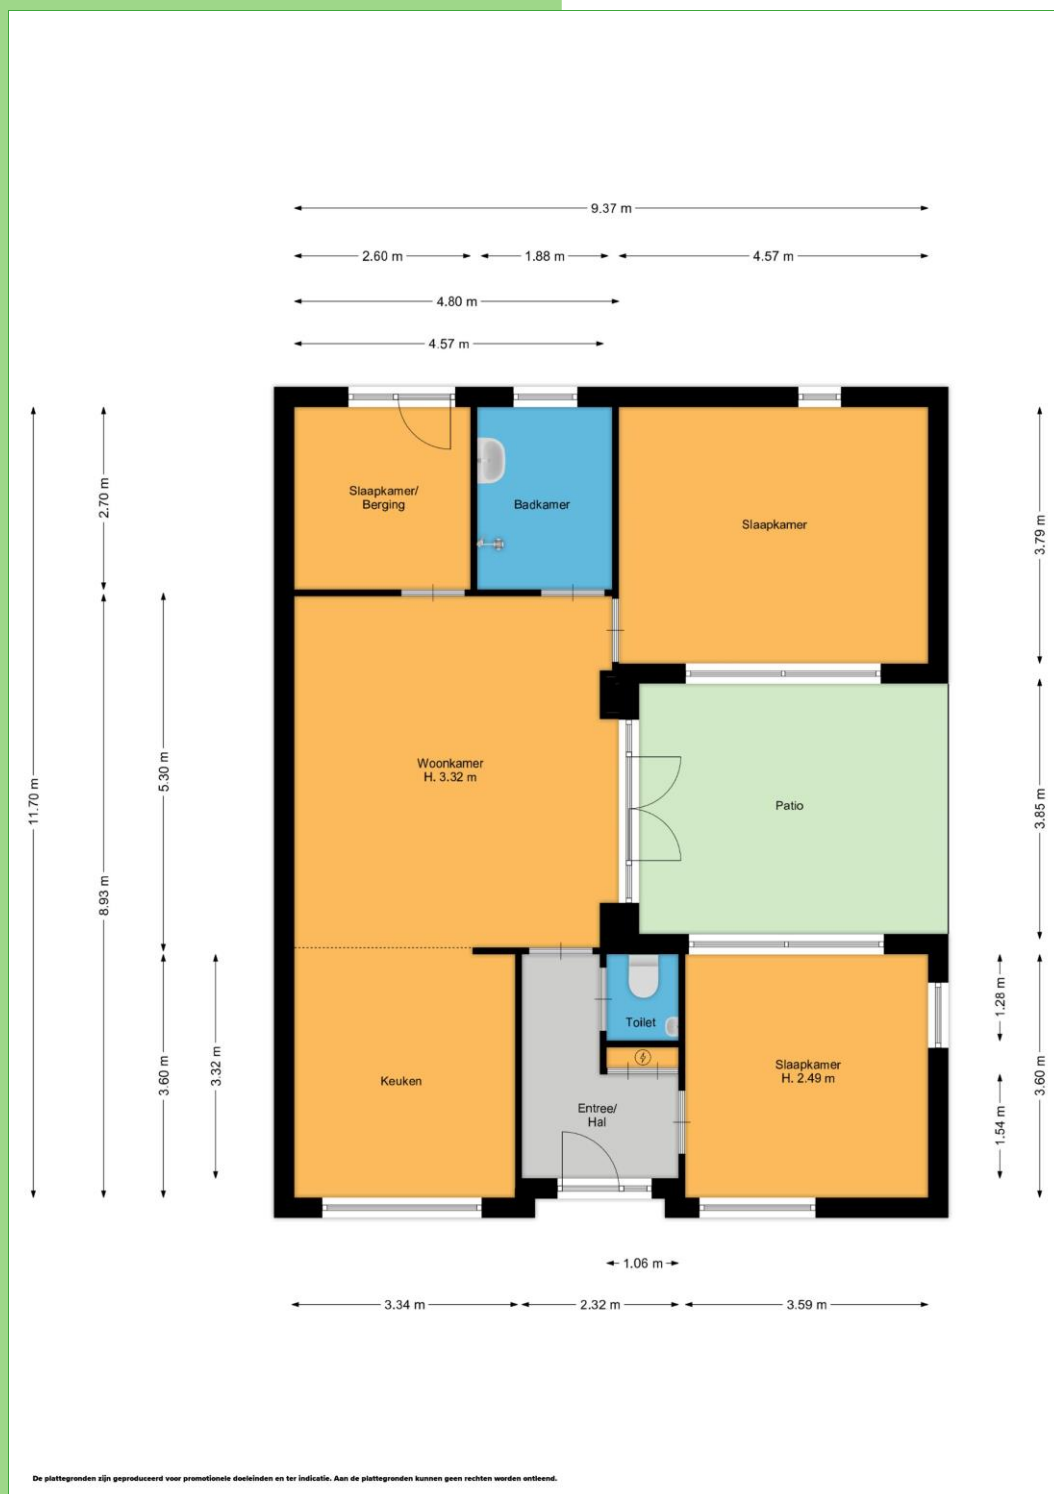 9.37 m
2.60 m
1.88 m
4.57 m
4.80 m
4.57 m
11.70 m
2.70 m
8.93 m
5.30 m
3.60 m
3.32 m
3.79 m
3.85 m
3.60 m
1.28 m
1.54 m
Slaapkamer/
Berging
Badkamer
Slaapkamer
Woonkamer
H. 3.32 m
Patio
Toilet
Keuken
Entree/
Hal
Slaapkamer
H. 2.49 m
1.06 m
3.34 m
2.32 m
3.59 m
De plattegronden zijn geproduceerd voor promotionele doeleinden en ter indicatie. Aan de plattegronden kunnen geen rechten worden ontleend.